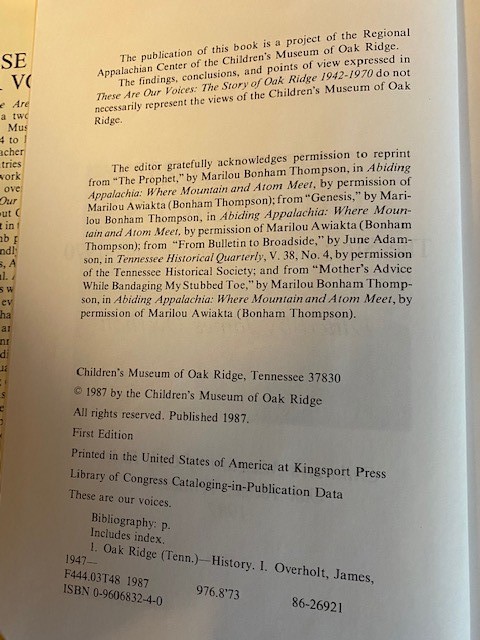 The publication of this book is a project of the Regional
Appalachian Center of the Children's Museum of Oak Ridge.
The findings, conclusions, and points of view expressed in
These Are Our Voices: The Story of Oak Ridge 1942-1970 do not
necessarily represent the views of the Children's Museum of Oak
Ridge.
The editor gratefully acknowledges permission to reprint
from "The Prophet," by Marilou Bonham Thompson, in Abiding
Appalachia: Where Mountain and Atom Meet, by permission of
Marilou Awiakta (Bonham Thompson); from "Genesis," by Mari-
lou Bonham Thompson, in Abiding Appalachia: Where Moun-
tain and Atom Meet, by permission of Marilou Awiakta (Bonham
Thompson); from "From Bulletin to Broadside," by June Adam-
son, in Tennessee Historical Quarterly, V. 38, No. 4, by permission
of the Tennessee Historical Society; and from "Mother's Advice
While Bandaging My Stubbed Toe," by Marilou Bonham Thomp-
son, in Abiding Appalachia: Where Mountain and Atom Meet, by
permission of Marilou Awiakta (Bonham Thompson).
Children's Museum of Oak Ridge, Tennessee 37830
© 1987 by the Children's Museum of Oak Ridge
All rights reserved. Published 1987.
First Edition
Printed in the United States of America at Kingsport Press
Library of Congress Cataloging-in-Publication Data
These are our voices.
Bibliography: p.
Includes index.
1. Oak Ridge (Tenn.)—History. I. Overholt, James,
1947—
F444.03T48 1987 976.8'73 86-26921
ISBN 0-9606832-4-0